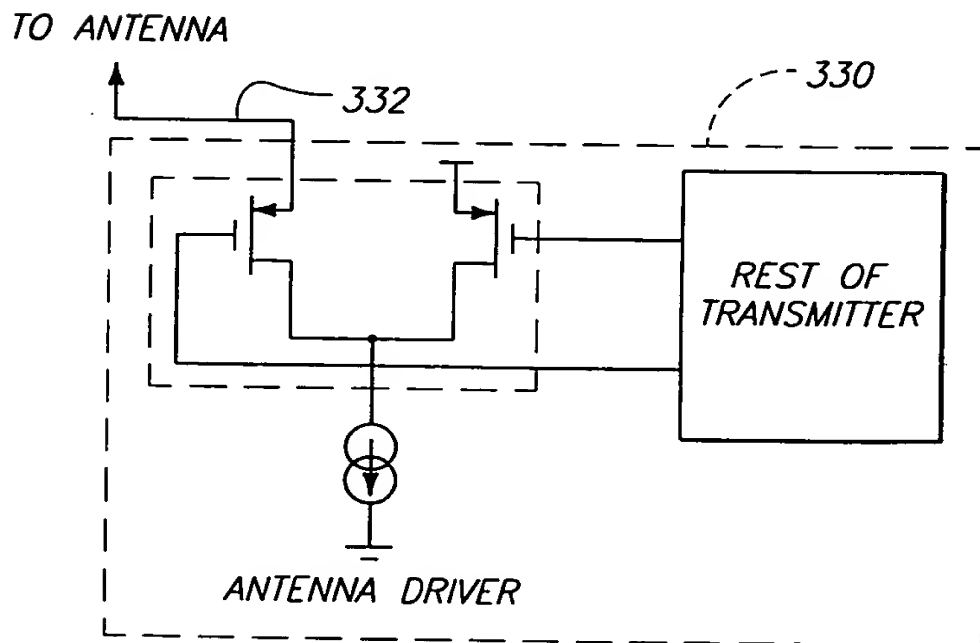 TO ANTENNA
332
330
REST OF
TRANSMITTER
ANTENNA DRIVER